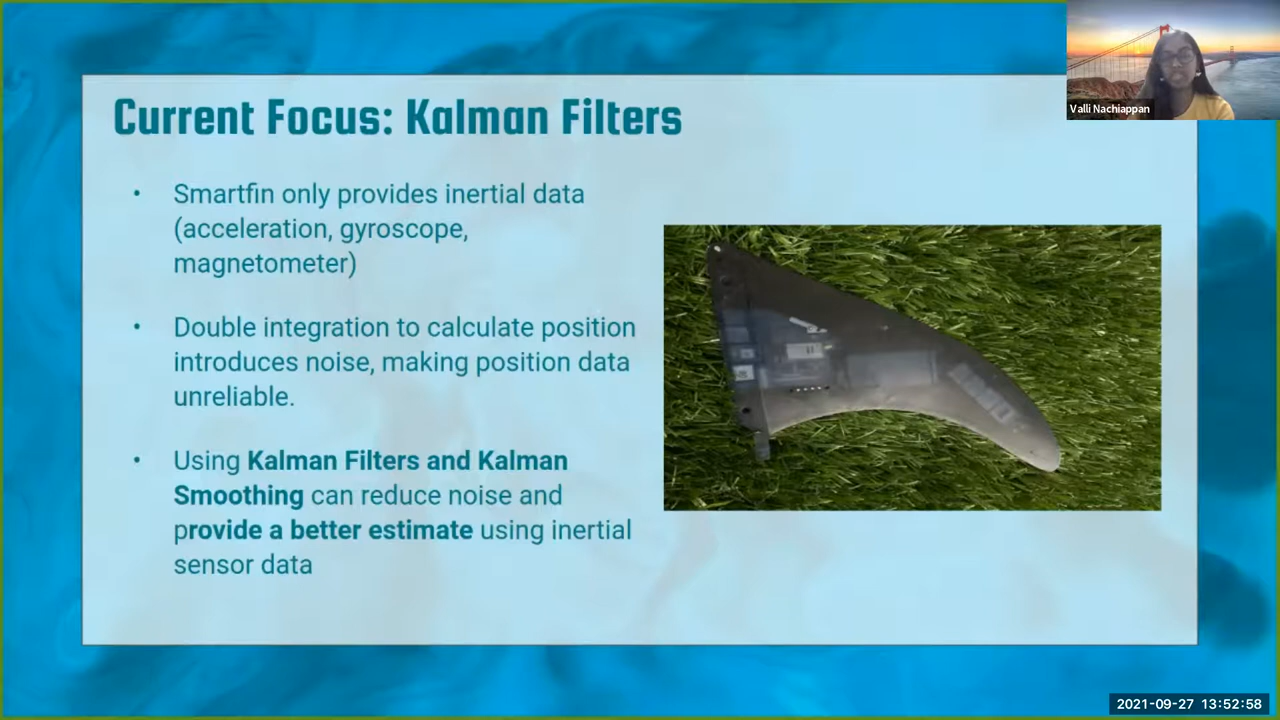 Current Focus: Kalman Filters
• Smartfin only provides inertial data
(acceleration, gyroscope,
magnetometer)
• Double integration to calculate position
introduces noise, making position data
unreliable.
• Using Kalman Filters and Kalman
Smoothing can reduce noise and
provide a better estimate using inertial
sensor data
Valli Nachiappan
2021-09-27 13:52:58